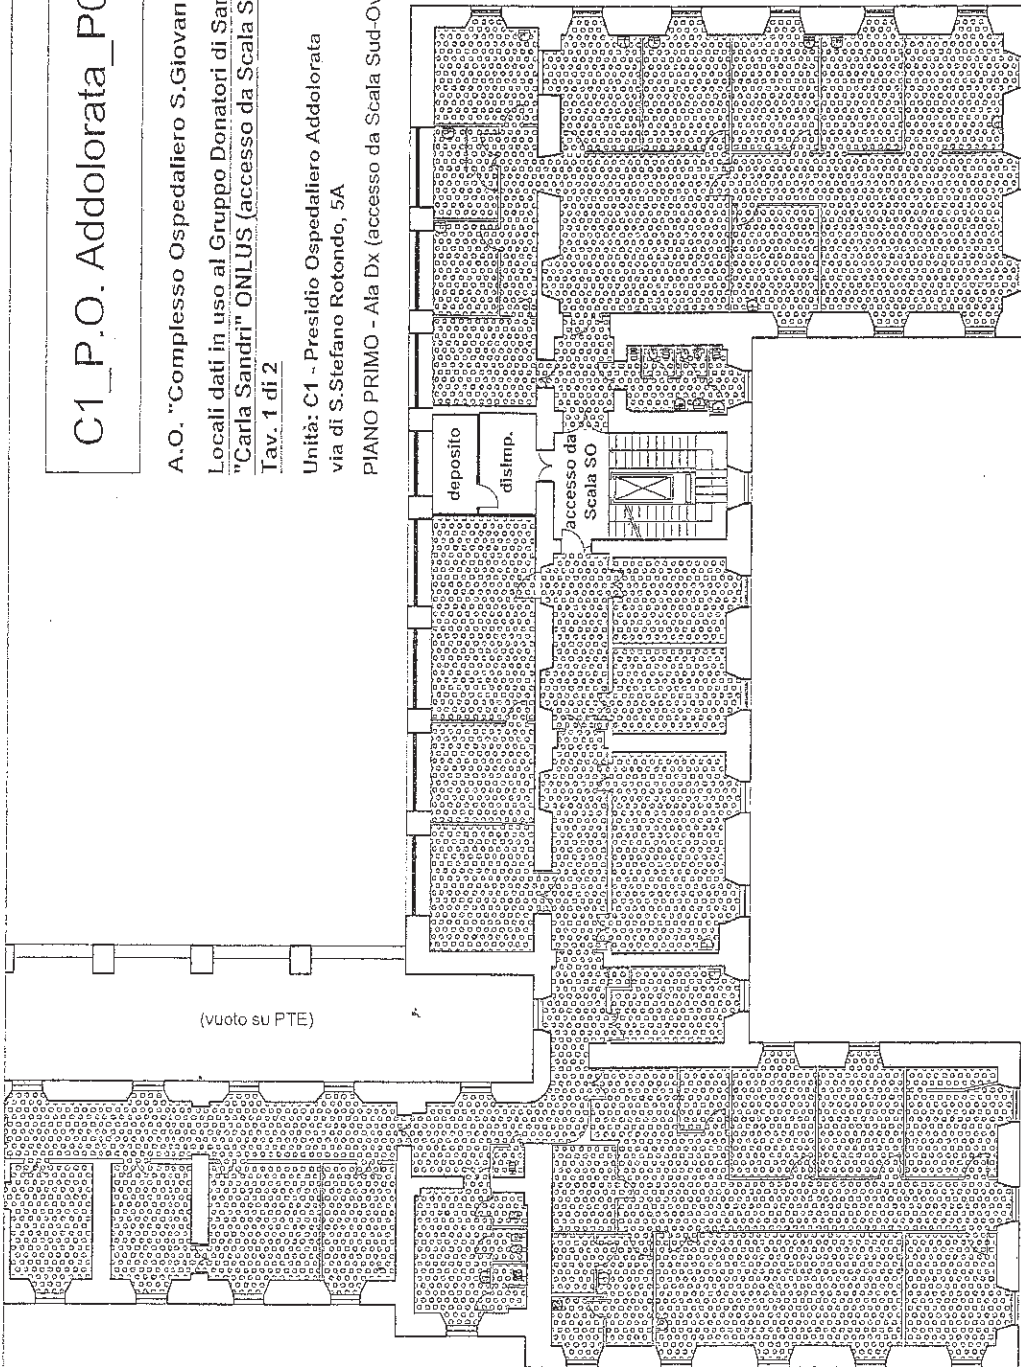 C1_P.O. Addolorata_P
A.O. "Complesso Ospedaliero S.Giovan
Locali dati in uso al Gruppo Donatori di Sa
"Carla Sandri" ONLUS (accesso da Scala S
Tav. 1 di 2
Unità: C1 - Presidio Ospedaliero Addolorata
via di S.Stefano Rotondo, 5A
PIANO PRIMO - Ala Dx (accesso da Scala Sud-Ov
deposito
disimp.
accesso da
Scala SO
(vuoto su PTE)